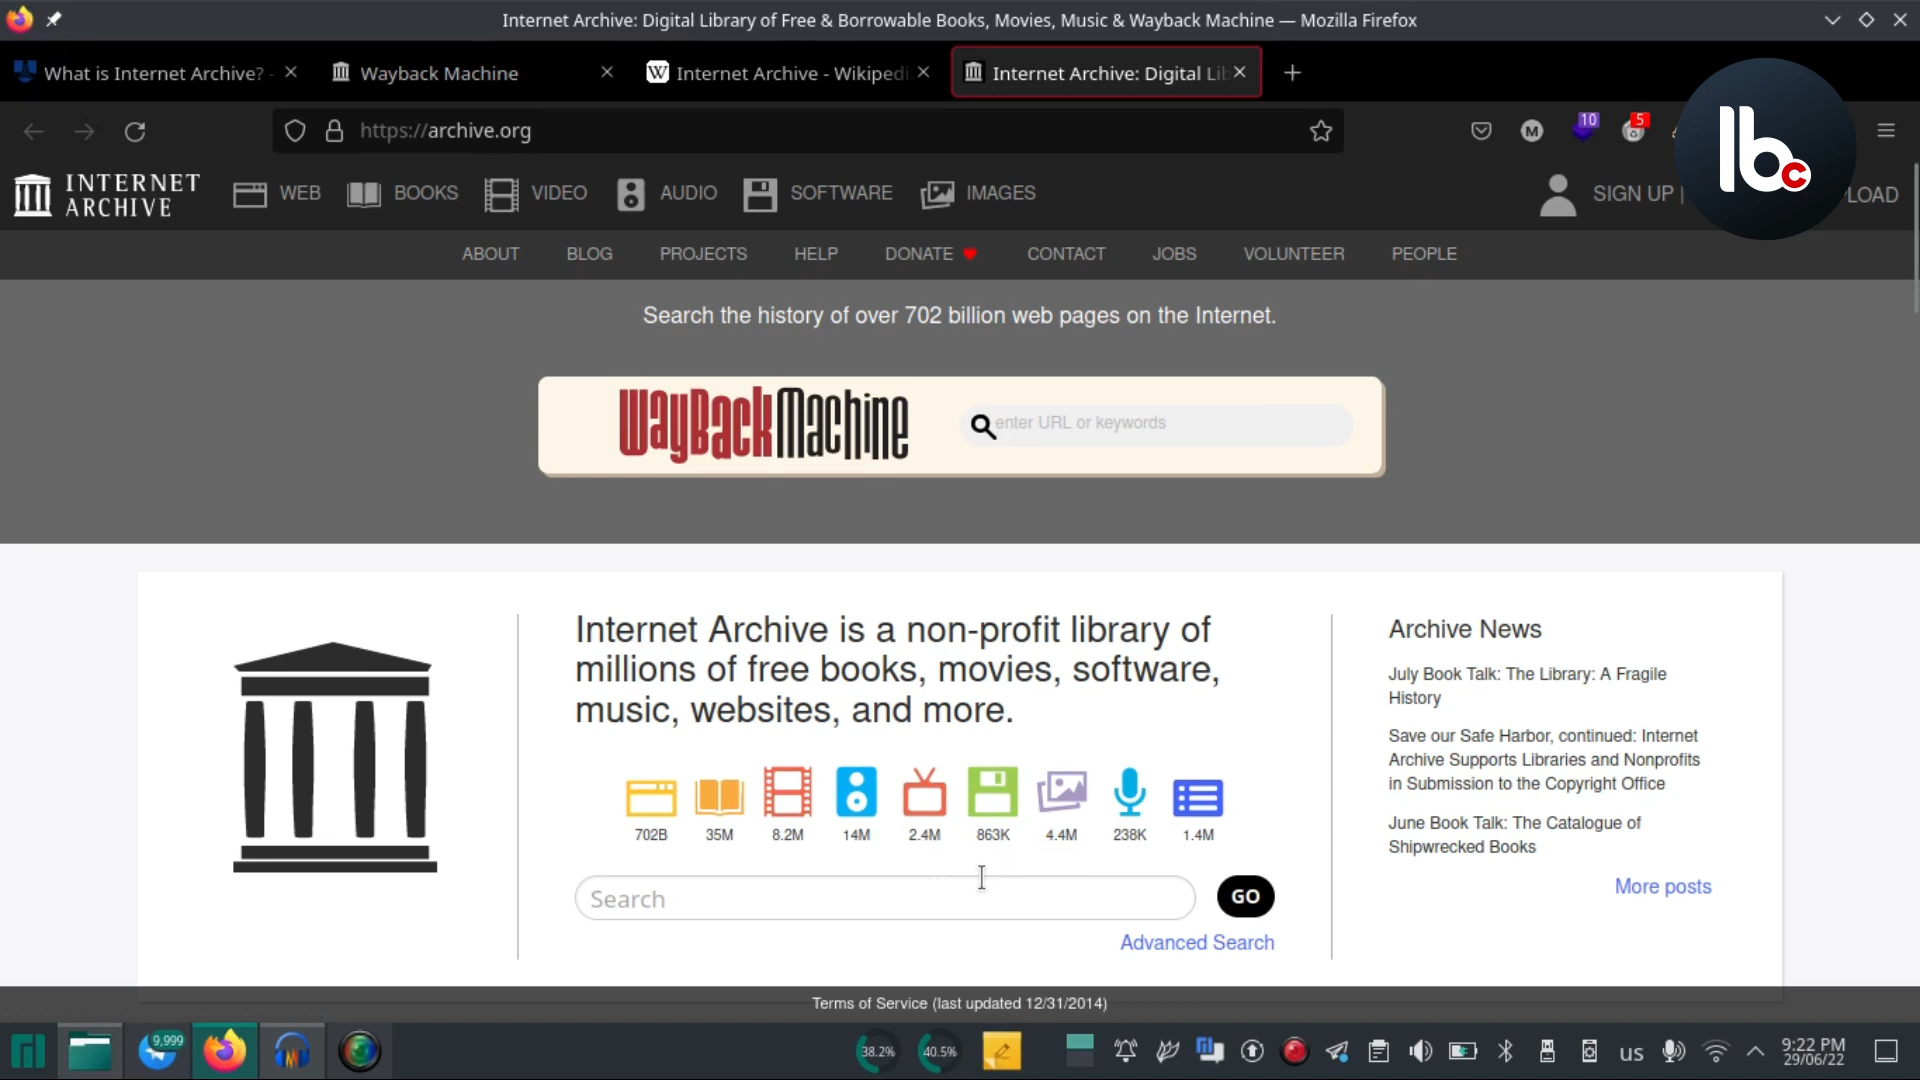 Internet Archive: Digital Library of Free & Borrowable Books, Movies, Music & Wayback Machine — Mozilla Firefox
What is Internet Archive? -
Wayback Machine
Internet Archive - Wikipedi
Internet Archive: Digital Lib
https://archive.org
M
10
5
lbc
INTERNET
ARCHIVE
WEB
BOOKS
VIDEO
AUDIO
SOFTWARE
IMAGES
SIGN UP |
PLOAD
ABOUT
BLOG
PROJECTS
HELP
DONATE
CONTACT
JOBS
VOLUNTEER
PEOPLE
Search the history of over 702 billion web pages on the Internet.
WayBackMachine
enter URL or keywords
Internet Archive is a non-profit library of
millions of free books, movies, software,
music, websites, and more.
702B
35M
8.2M
14M
2.4M
863K
4.4M
238K
1.4M
Search
GO
Advanced Search
Archive News
July Book Talk: The Library: A Fragile
History
Save our Safe Harbor, continued: Internet
Archive Supports Libraries and Nonprofits
in Submission to the Copyright Office
June Book Talk: The Catalogue of
Shipwrecked Books
More posts
Terms of Service (last updated 12/31/2014)
9,999
38.2%
40.5%
us
9:22 PM
29/06/22